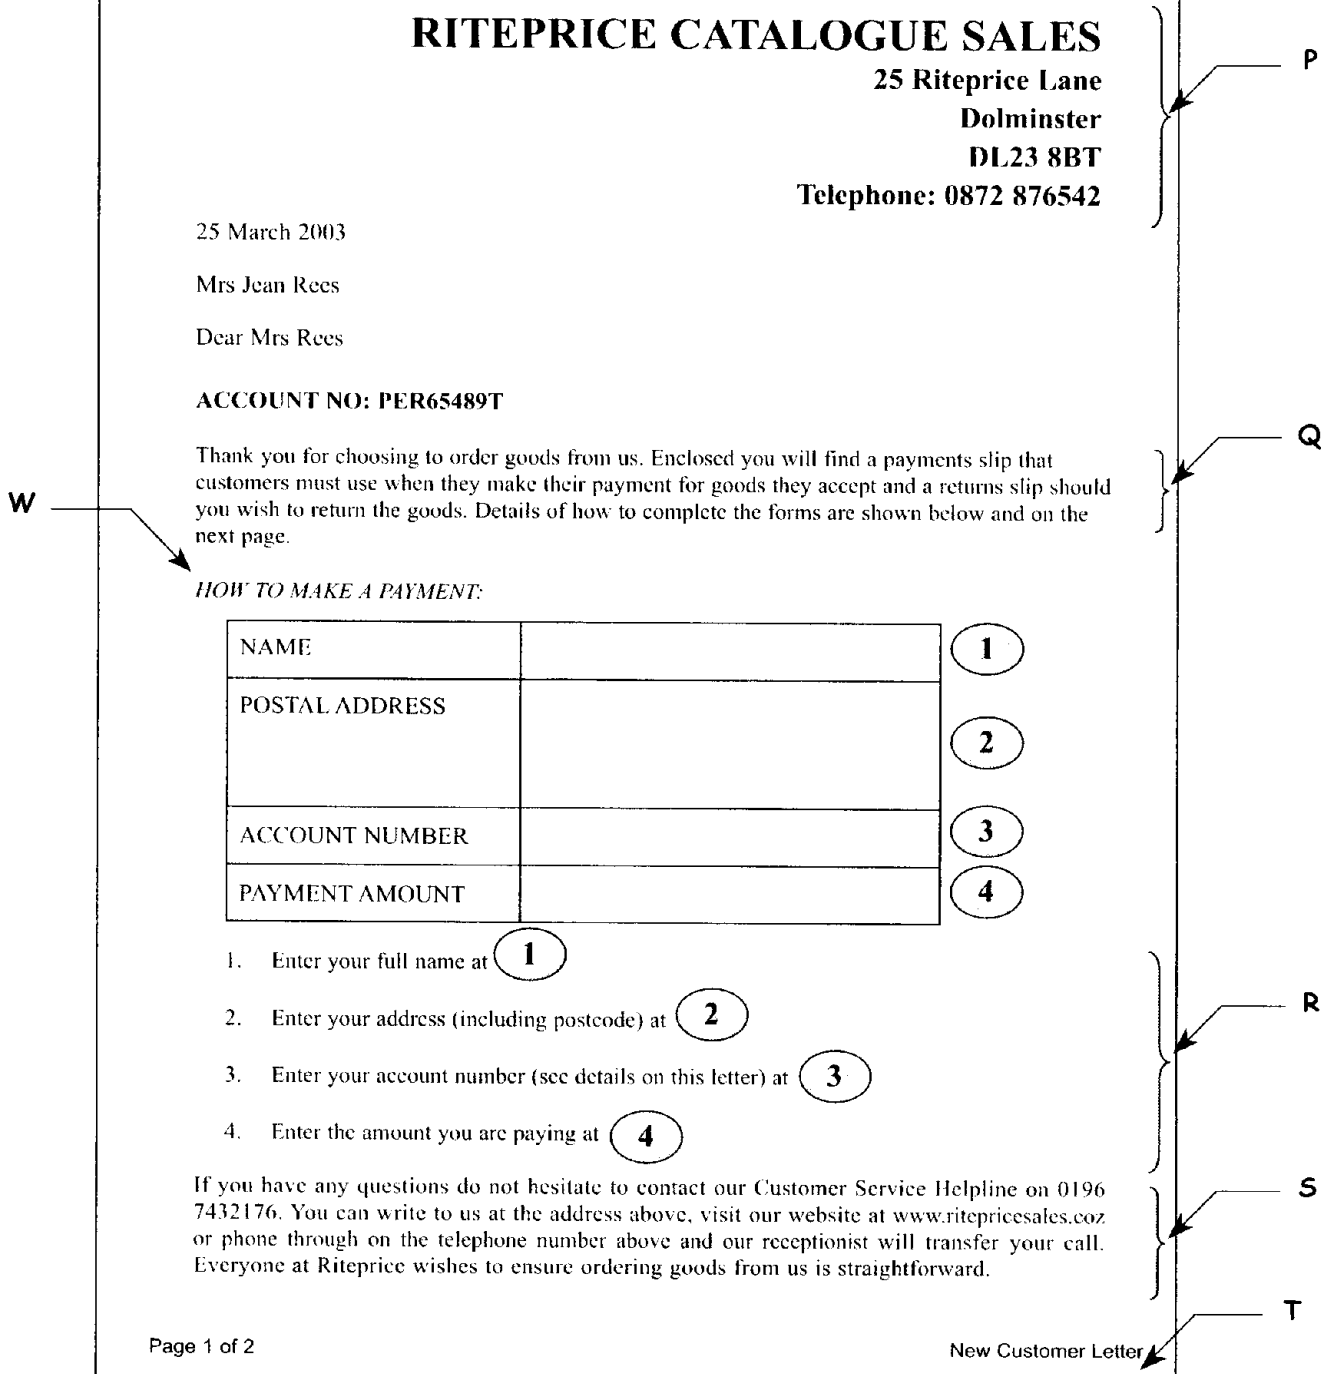 RITEPRICE CATALOGUE SALES
25 Riteprice Lane
Dolminster
DL23 8BT
Telephone: 0872 876542
P
25 March 2003
Mrs Jean Rees
Dear Mrs Rees
ACCOUNT NO: PER65489T
Q
Thank you for choosing to order goods from us. Enclosed you will find a payments slip that
customers must use when they make their payment for goods they accept and a returns slip should
you wish to return the goods. Details of how to complete the forms are shown below and on the
next page.
W
HOW TO MAKE A PAYMENT:
NAME 1
POSTAL ADDRESS 2
ACCOUNT NUMBER 3
PAYMENT AMOUNT 4
1. Enter your full name at 1
2. Enter your address (including postcode) at 2
R
3. Enter your account number (see details on this letter) at 3
4. Enter the amount you are paying at 4
If you have any questions do not hesitate to contact our Customer Service Helpline on 0196
7432176. You can write to us at the address above, visit our website at www.ritepricesales.coz
or phone through on the telephone number above and our receptionist will transfer your call.
Everyone at Riteprice wishes to ensure ordering goods from us is straightforward.
S
T
Page 1 of 2 New Customer Letter